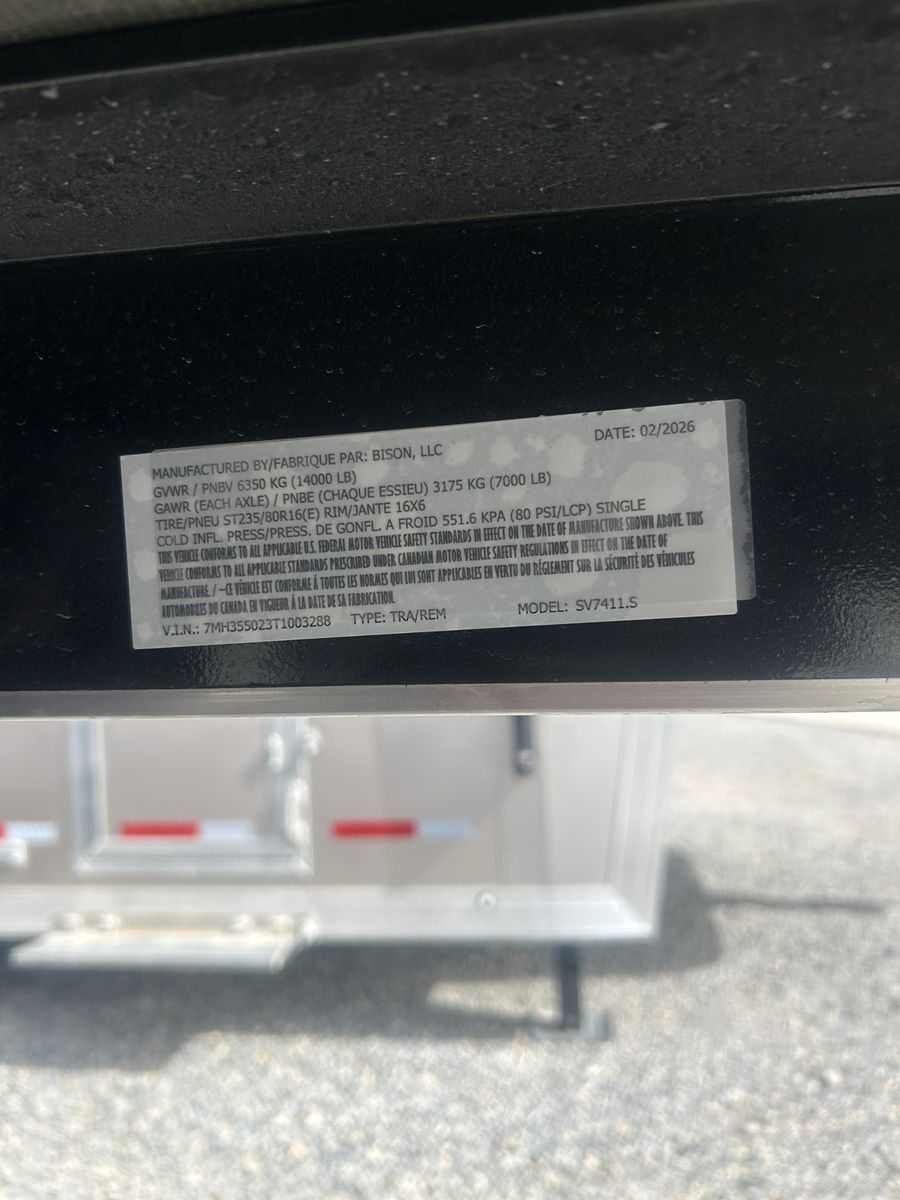 MANUFACTURED BY/FABRIQUE PAR: BISON, LLC
DATE: 02/2026
GVWR / PNBV 6350 KG (14000 LB)
GAWR (EACH AXLE) / PNBE (CHAQUE ESSIEU) 3175 KG (7000 LB)
TIRE/PNEU ST235/80R16(E) RIM/JANTE 16X6
COLD INFL. PRESS/PRESS. DE GONFL. A FROID 551.6 KPA (80 PSI/LCP) SINGLE
THIS VEHICLE CONFORMS TO ALL APPLICABLE U.S. FEDERAL MOTOR VEHICLE SAFETY STANDARDS IN EFFECT ON THE DATE OF MANUFACTURE SHOWN ABOVE. THIS
VEHICLE CONFORMS TO ALL APPLICABLE STANDARDS PRESCRIBED UNDER CANADIAN MOTOR VEHICLE SAFETY REGULATIONS IN EFFECT ON THE DATE OF
MANUFACTURE. / ~CE VÉHICLE EST CONFORME Á TOUTES LES NORMES QUI LUI SONT APPLICABLES EN VERTU DU RÉGLEMENT SUR LA SÉCURITÉ DES VÉHICULES
AUTOMOBILES DU CANADA EN VIGUEUR Á LA DATE DE SA FABRICATION.
V.I.N.: 7MH355023T1003288 TYPE: TRA/REM MODEL: SV7411.S